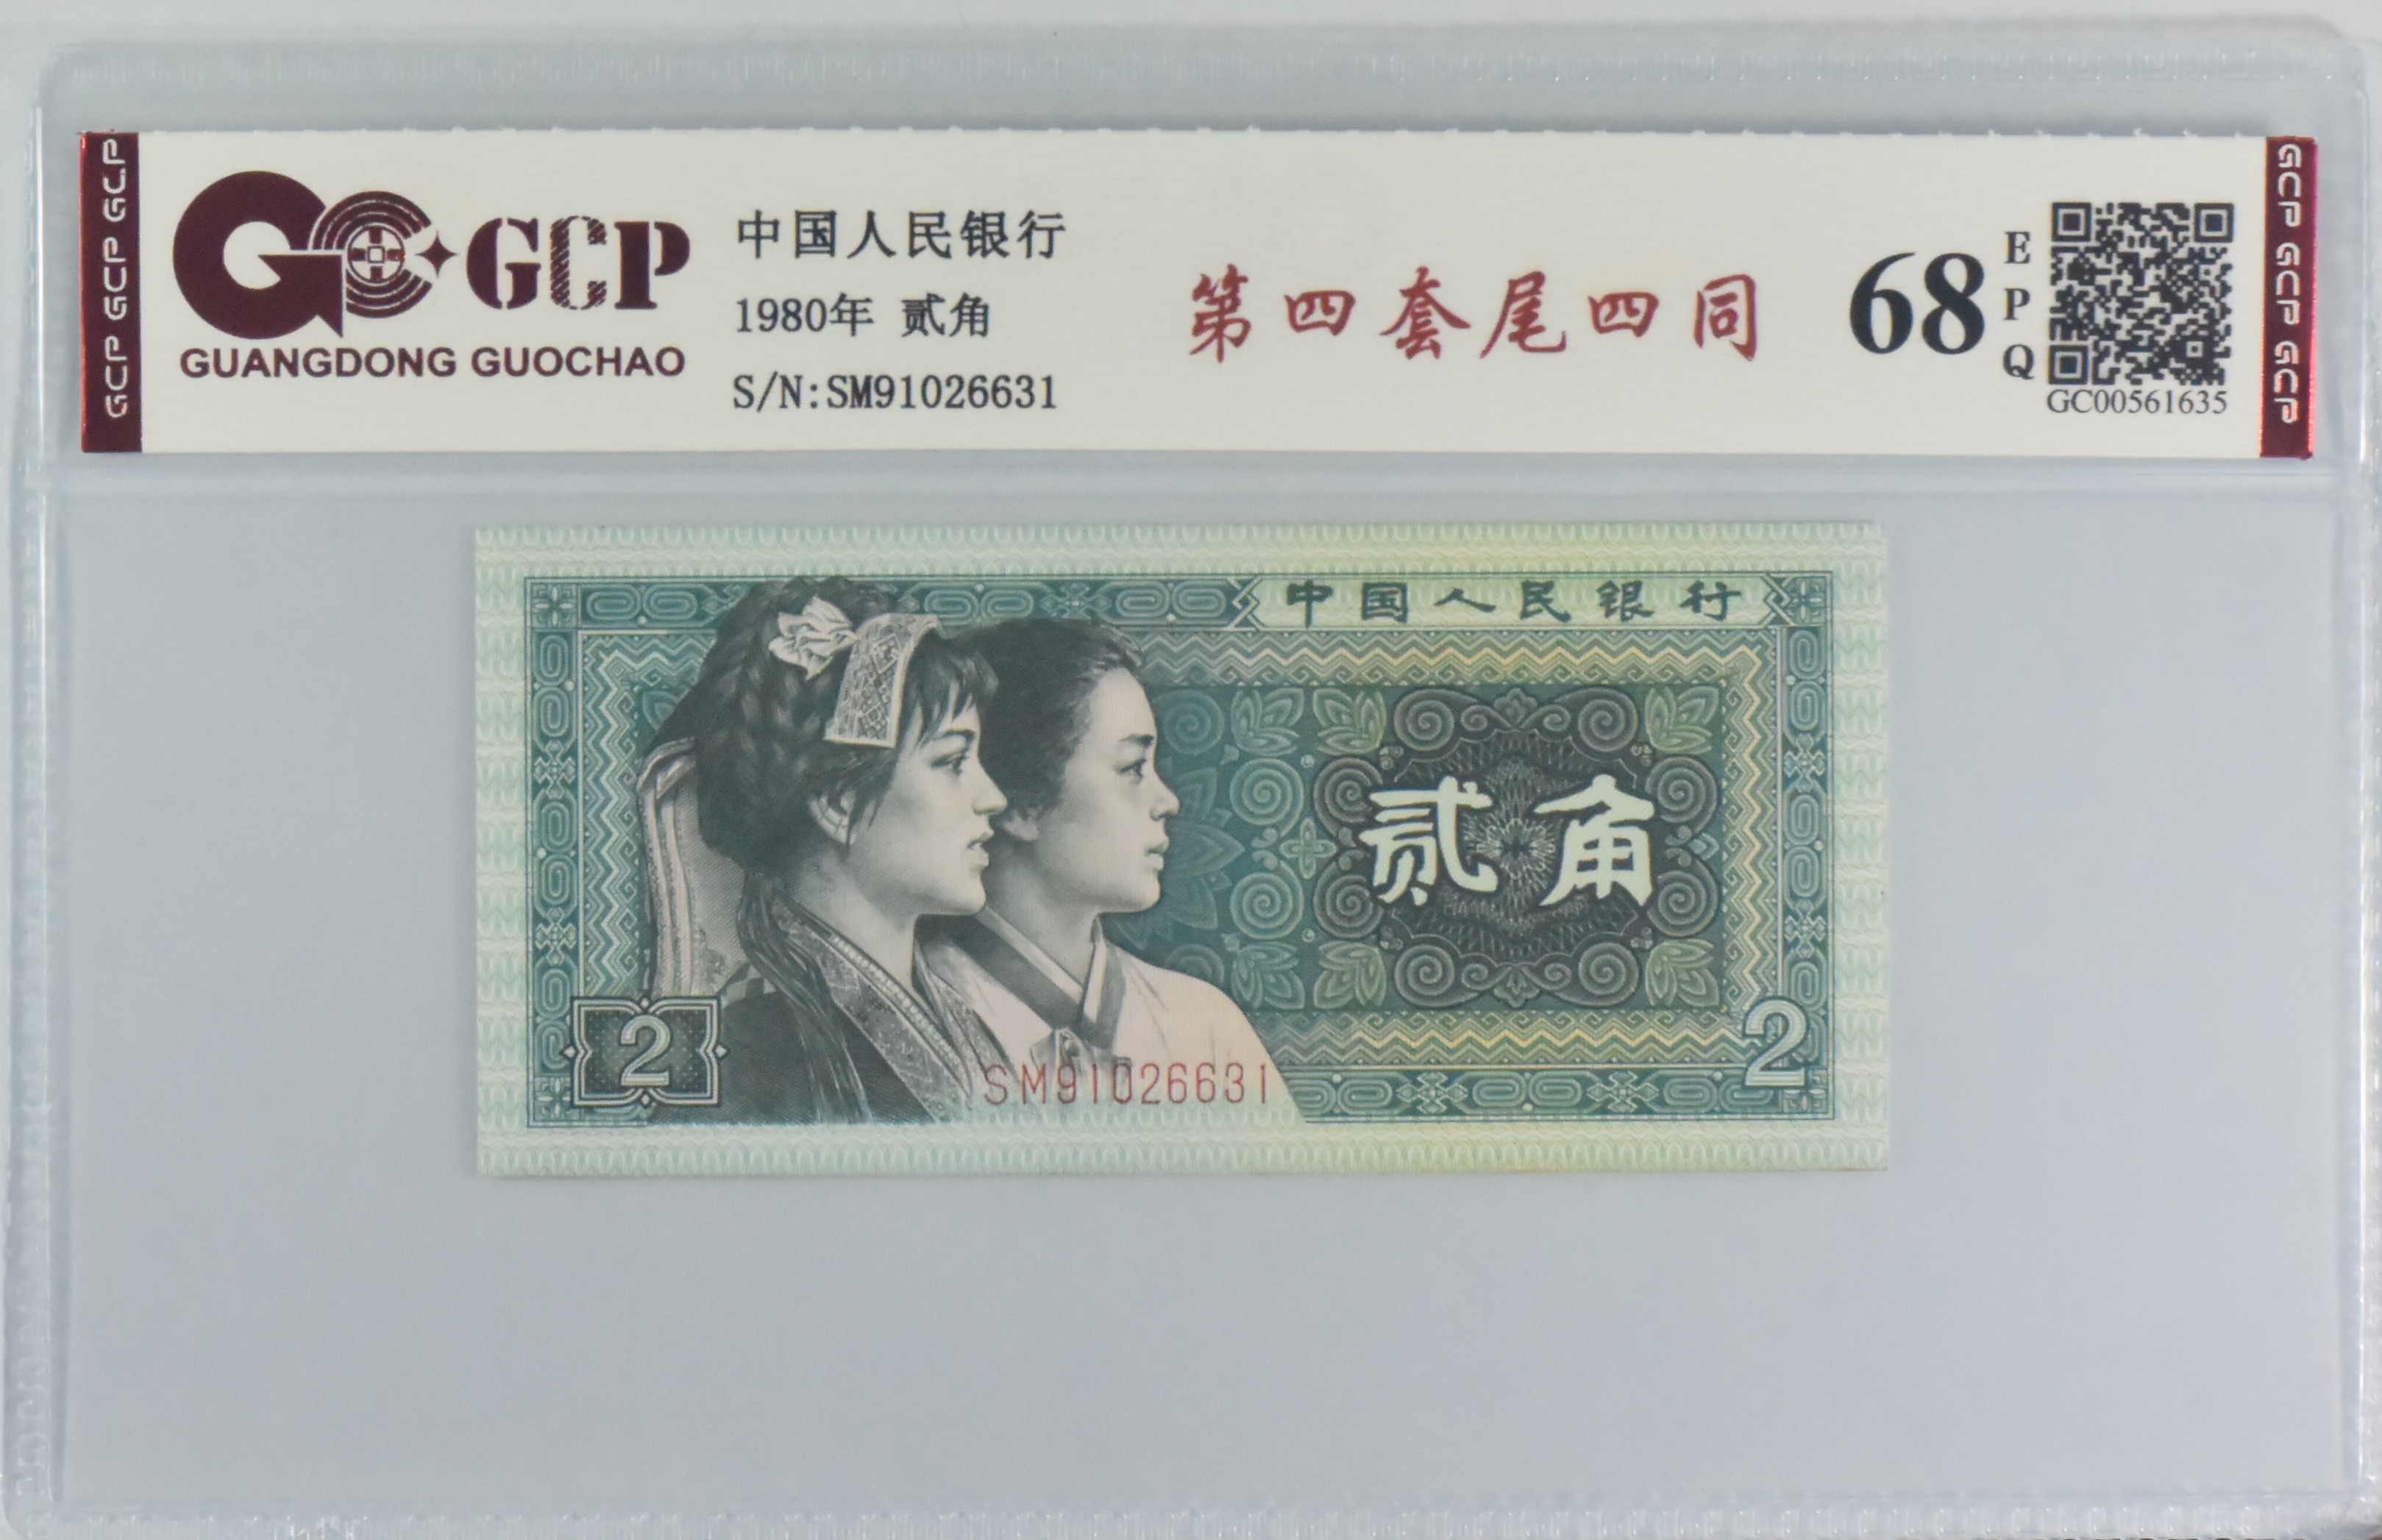 GCP GCP GCP
GCP
GUANGDONG GUOCHAO
中国人民银行
1980年 贰角
S/N:SM91026631
第四套尾四同
68
EPQ
GC00561635
GCP GCP GCP
中国人民银行
贰角
2
2
SM91026631